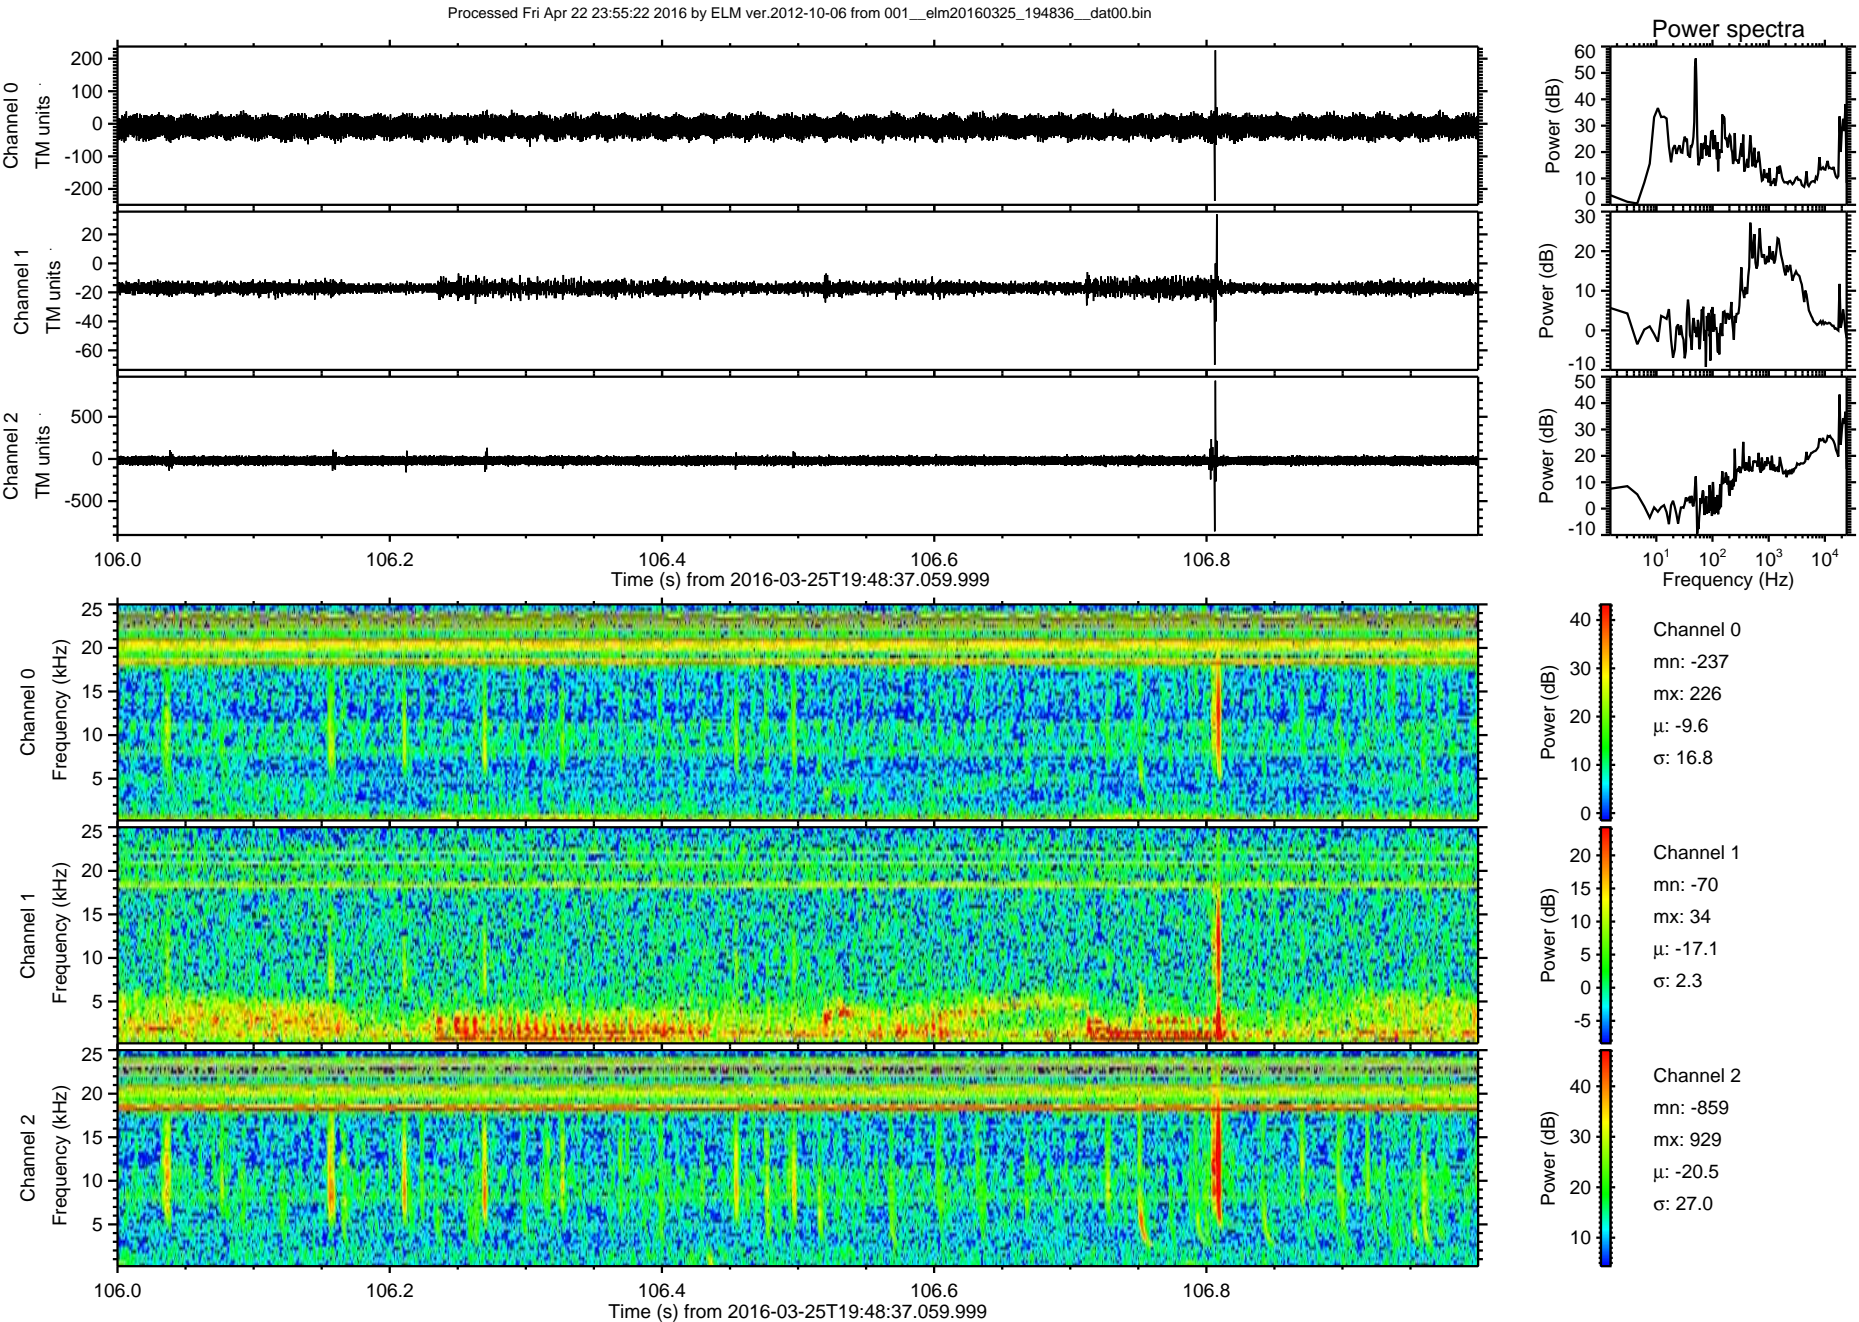 Processed Fri Apr 22 23:55:22 2016 by ELM ver.2012-10-06 from 001__elm20160325_194836__dat00.bin
Power spectra
Channel 0
TM units
200
100
0
-100
-200
Power (dB)
60
50
40
30
20
10
0
Channel 1
TM units
20
0
-20
-40
-60
Power (dB)
30
20
10
0
-10
Channel 2
TM units
500
0
-500
Power (dB)
50
40
30
20
10
0
-10
106.0 106.2 106.4 106.6 106.8
Time (s) from 2016-03-25T19:48:37.059.999
10^1 10^2 10^3 10^4
Frequency (Hz)
Channel 0
Frequency (kHz)
25
20
15
10
5
Power (dB)
40
30
20
10
0
Channel 0
mn: -237
mx: 226
μ: -9.6
σ: 16.8
Channel 1
Frequency (kHz)
25
20
15
10
5
Power (dB)
20
15
10
5
0
-5
Channel 1
mn: -70
mx: 34
μ: -17.1
σ: 2.3
Channel 2
Frequency (kHz)
25
20
15
10
5
Power (dB)
40
30
20
10
Channel 2
mn: -859
mx: 929
μ: -20.5
σ: 27.0
106.0 106.2 106.4 106.6 106.8
Time (s) from 2016-03-25T19:48:37.059.999